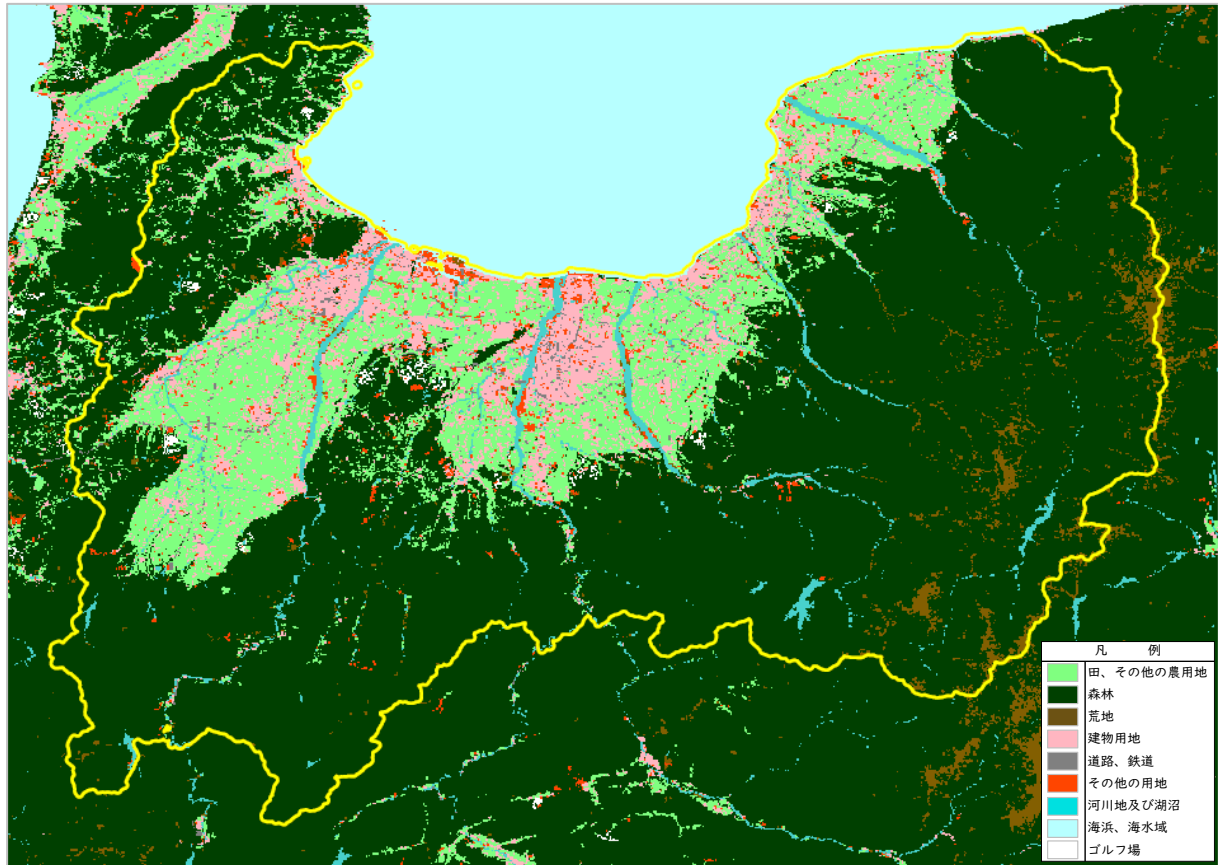 凡 例
田、その他の農用地
森林
荒地
建物用地
道路、鉄道
その他の用地
河川地及び湖沼
海浜、海水域
ゴルフ場